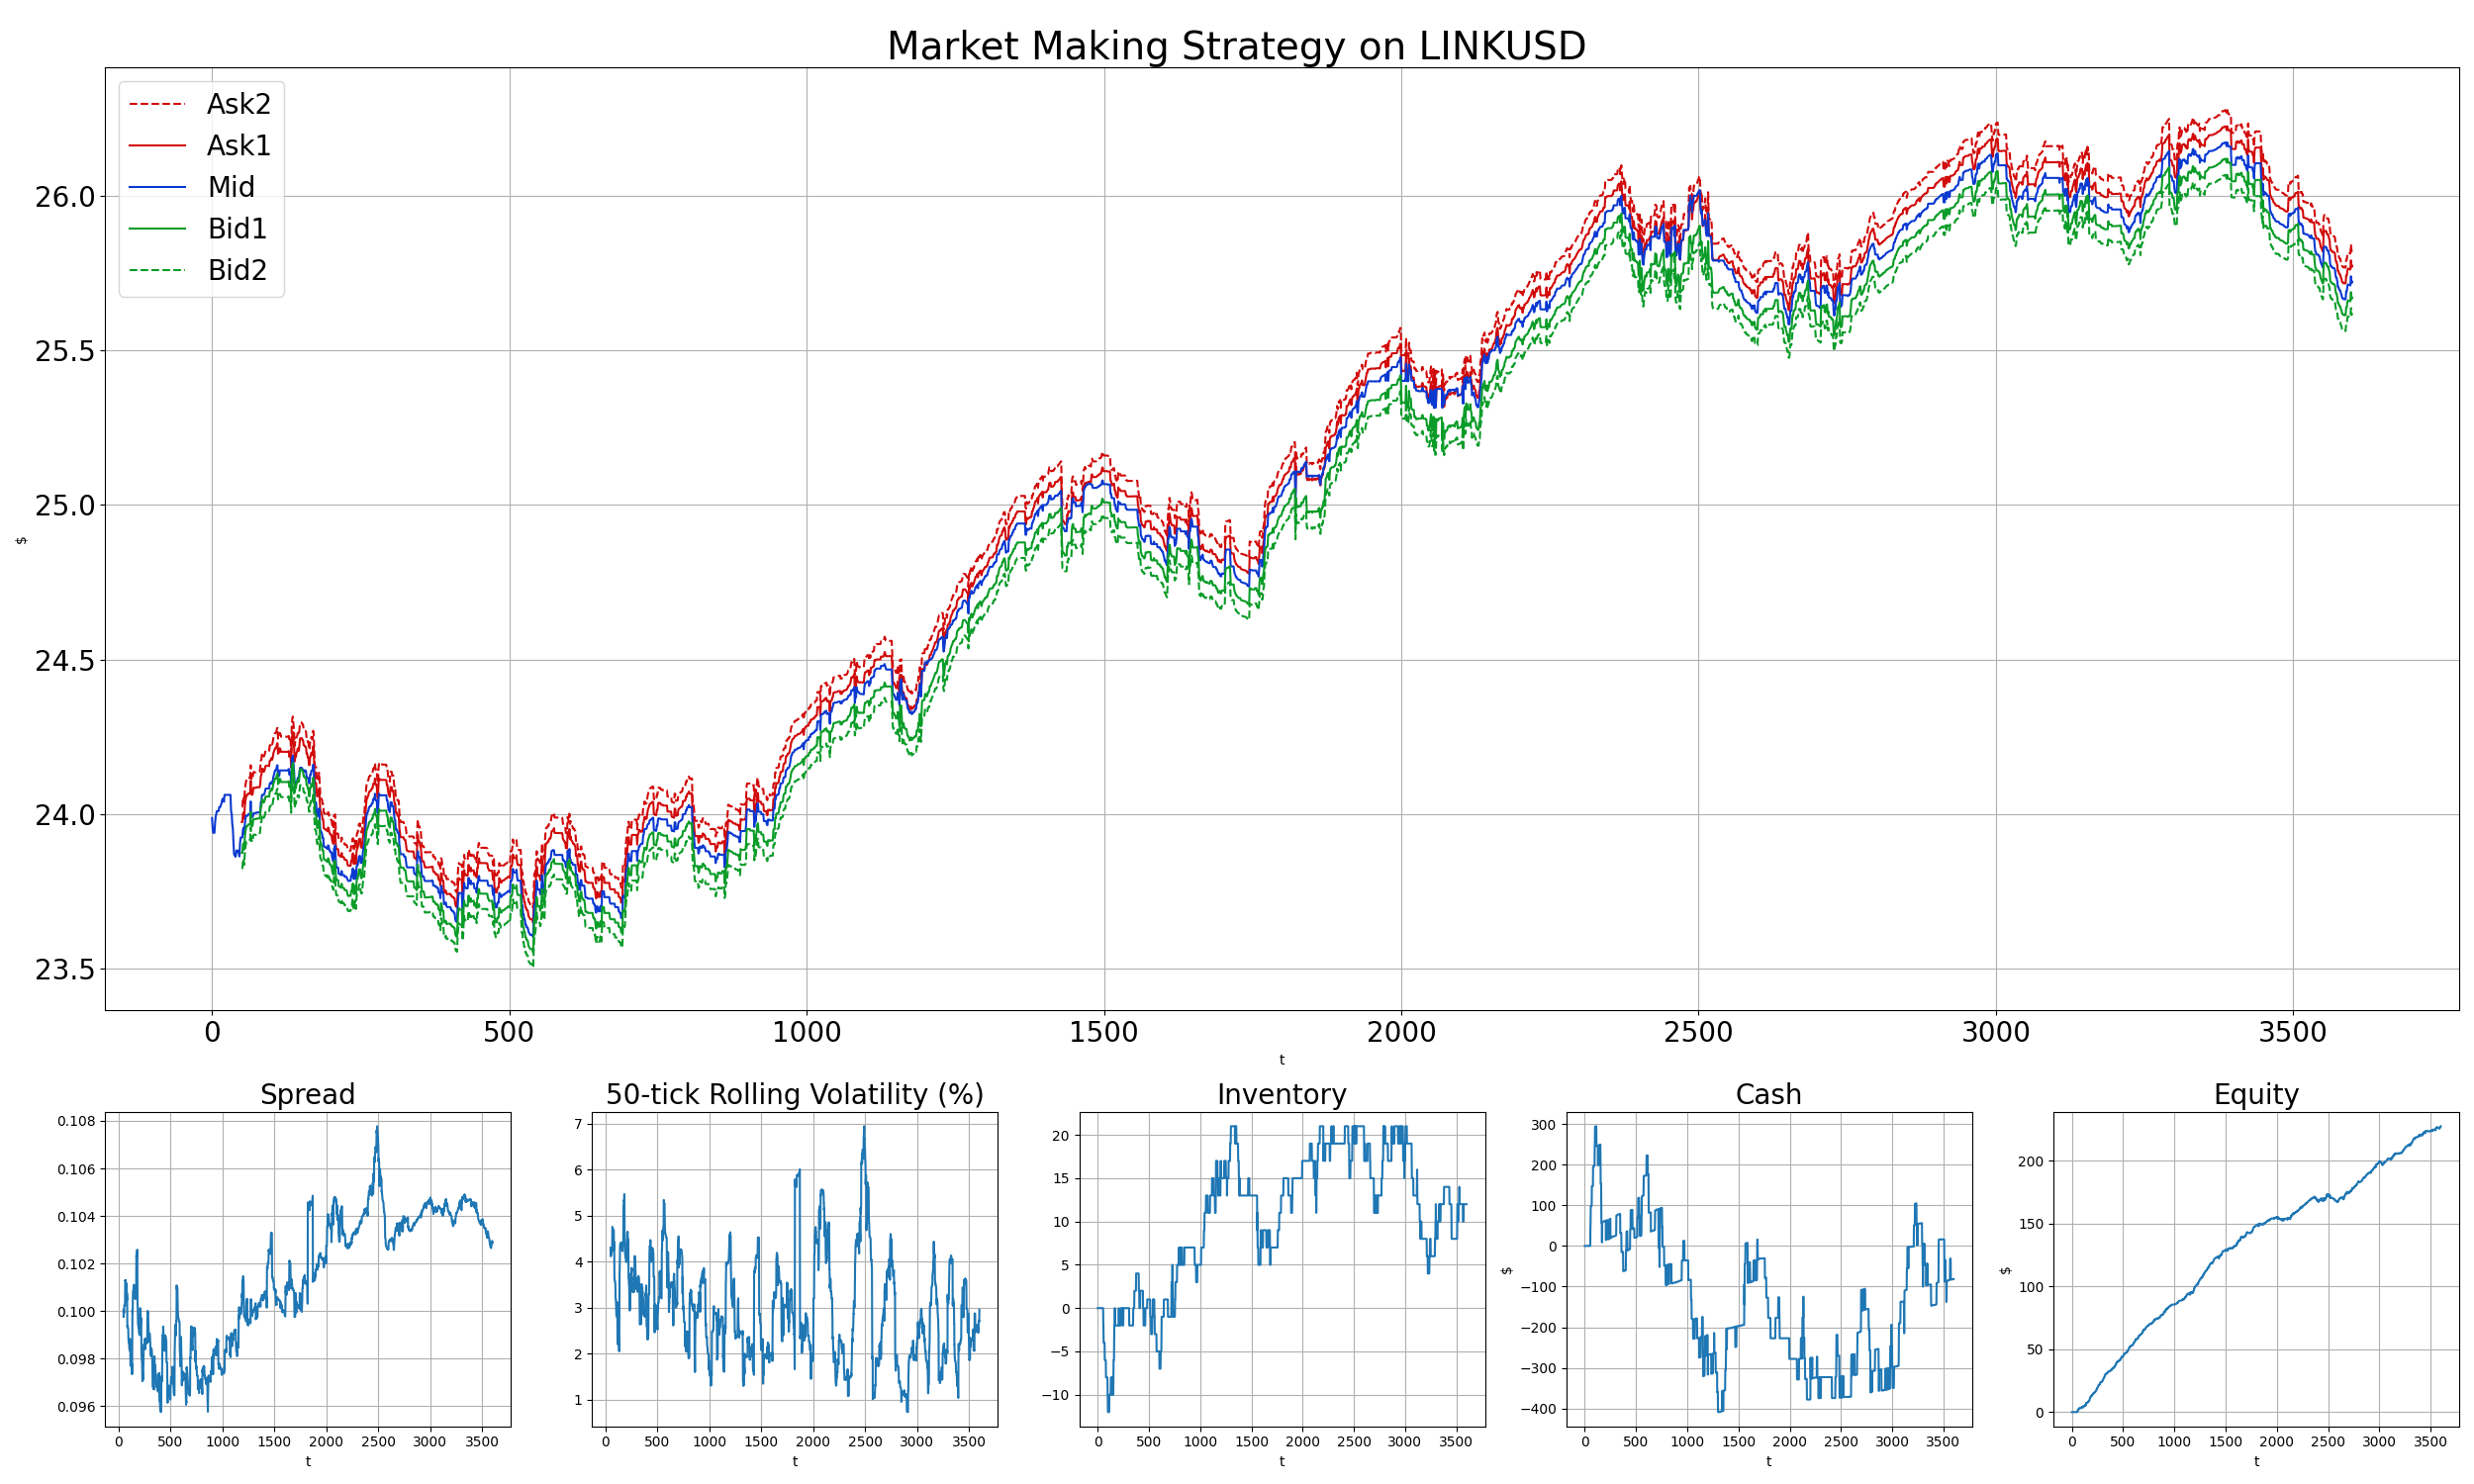 Market Making Strategy on LINKUSD
Ask2
Ask1
Mid
Bid1
Bid2
26.0
25.5
25.0
24.5
24.0
23.5
$
0 500 1000 1500 2000 2500 3000 3500
t
Spread
0.108
0.106
0.104
0.102
0.100
0.098
0.096
0 500 1000 1500 2000 2500 3000 3500
t
50-tick Rolling Volatility (%)
7
6
5
4
3
2
1
0 500 1000 1500 2000 2500 3000 3500
t
Inventory
20
15
10
5
0
−5
−10
0 500 1000 1500 2000 2500 3000 3500
t
Cash
300
200
100
0
−100
−200
−300
−400
$
0 500 1000 1500 2000 2500 3000 3500
t
Equity
200
150
100
50
0
$
0 500 1000 1500 2000 2500 3000 3500
t